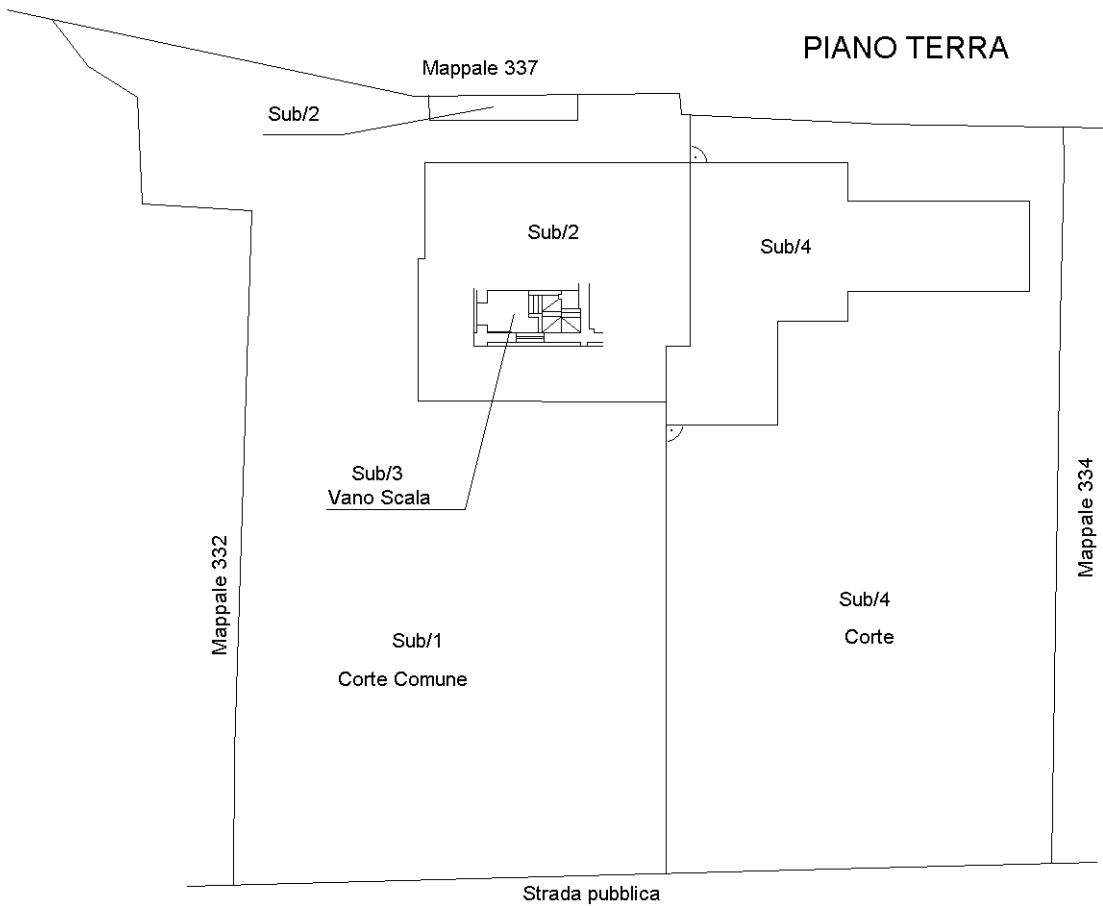 PIANO TERRA
Mappale 337
Sub/2
Sub/2
Sub/4
Sub/3
Vano Scala
Mappale 334
Mappale 332
Sub/4
Corte
Sub/1
Corte Comune
Strada pubblica